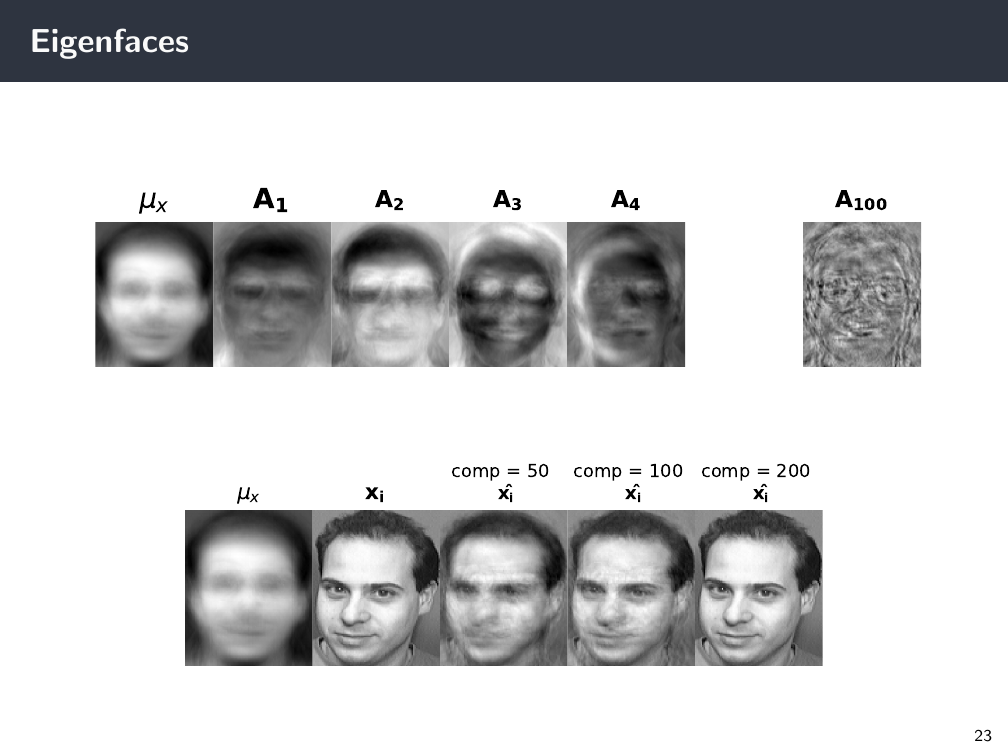 Eigenfaces
μₓ A₁ A₂ A₃ A₄ A₁₀₀
comp = 50 comp = 100 comp = 200
μₓ xᵢ x̂ᵢ x̂ᵢ x̂ᵢ
23